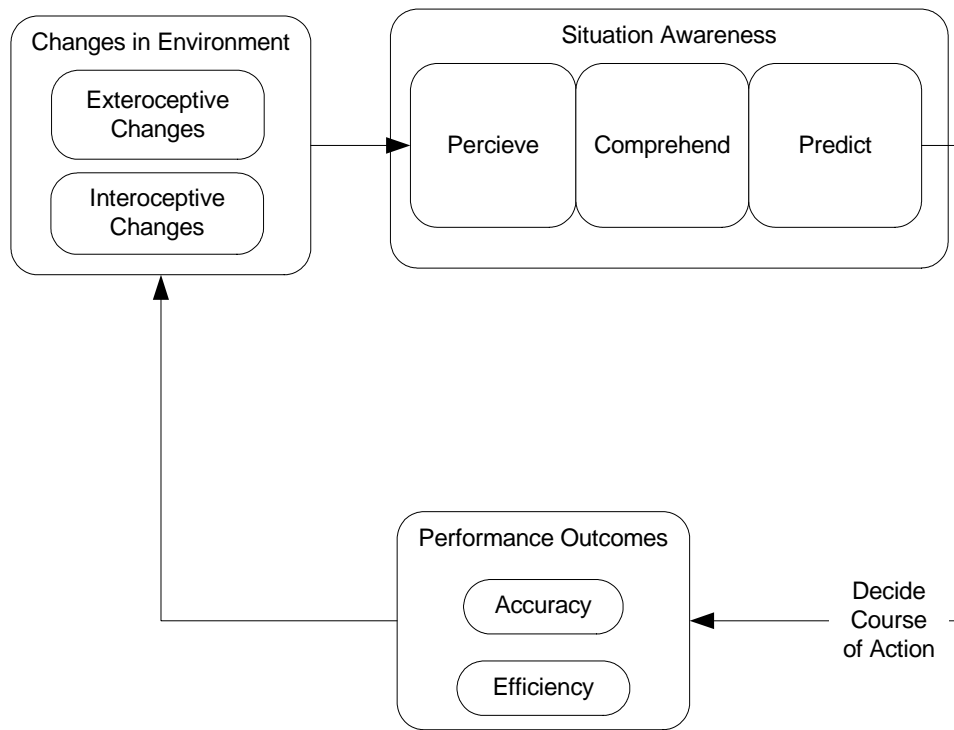 Changes in Environment
Exteroceptive
Changes
Interoceptive
Changes
Situation Awareness
Percieve
Comprehend
Predict
Performance Outcomes
Accuracy
Efficiency
Decide
Course
of Action